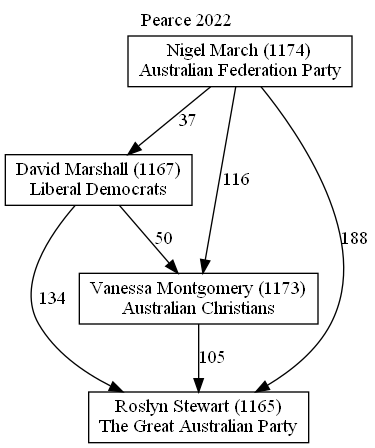 Pearce 2022
Nigel March (1174)
Australian Federation Party
37
116
188
David Marshall (1167)
Liberal Democrats
50
134
Vanessa Montgomery (1173)
Australian Christians
105
Roslyn Stewart (1165)
The Great Australian Party